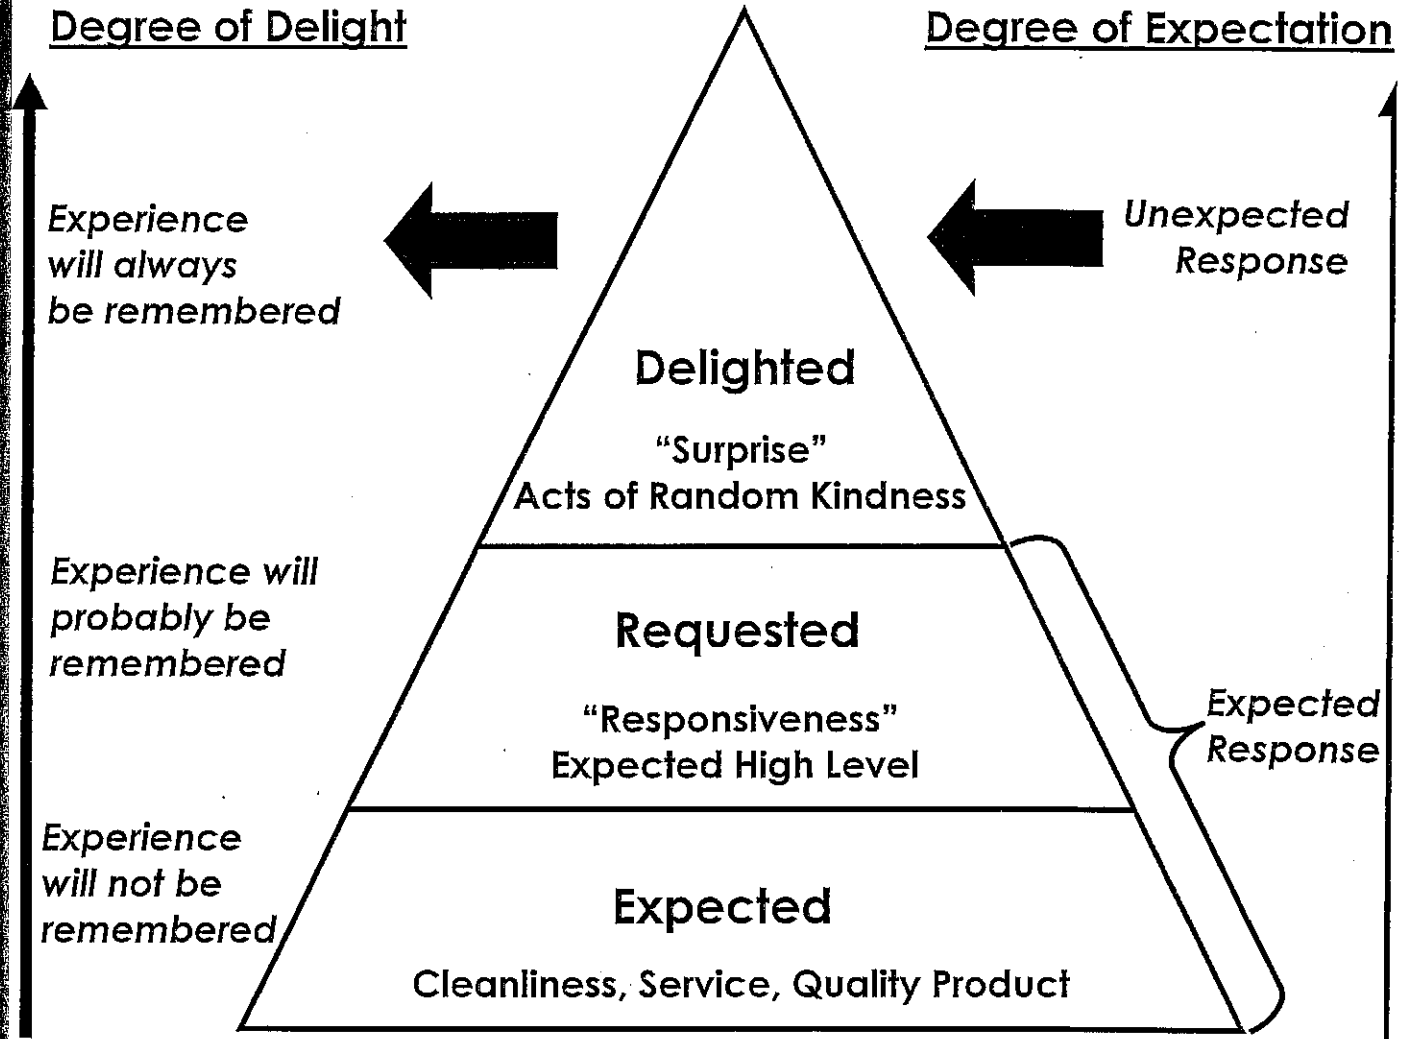 Degree of Delight
Degree of Expectation
Experience
will always
be remembered
Unexpected
Response
Delighted
“Surprise”
Acts of Random Kindness
Experience will
probably be
remembered
Requested
“Responsiveness”
Expected High Level
Expected
Response
Experience
will not be
remembered
Expected
Cleanliness, Service, Quality Product